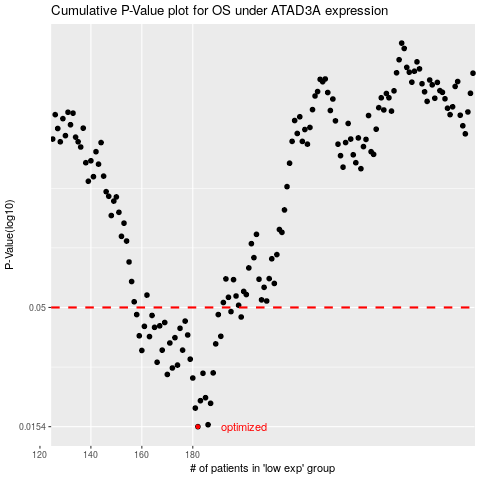 Cumulative P-Value plot for OS under ATAD3A expression
P-Value(log10)
0.05
0.0154
optimized
120
140
160
180
# of patients in 'low exp' group